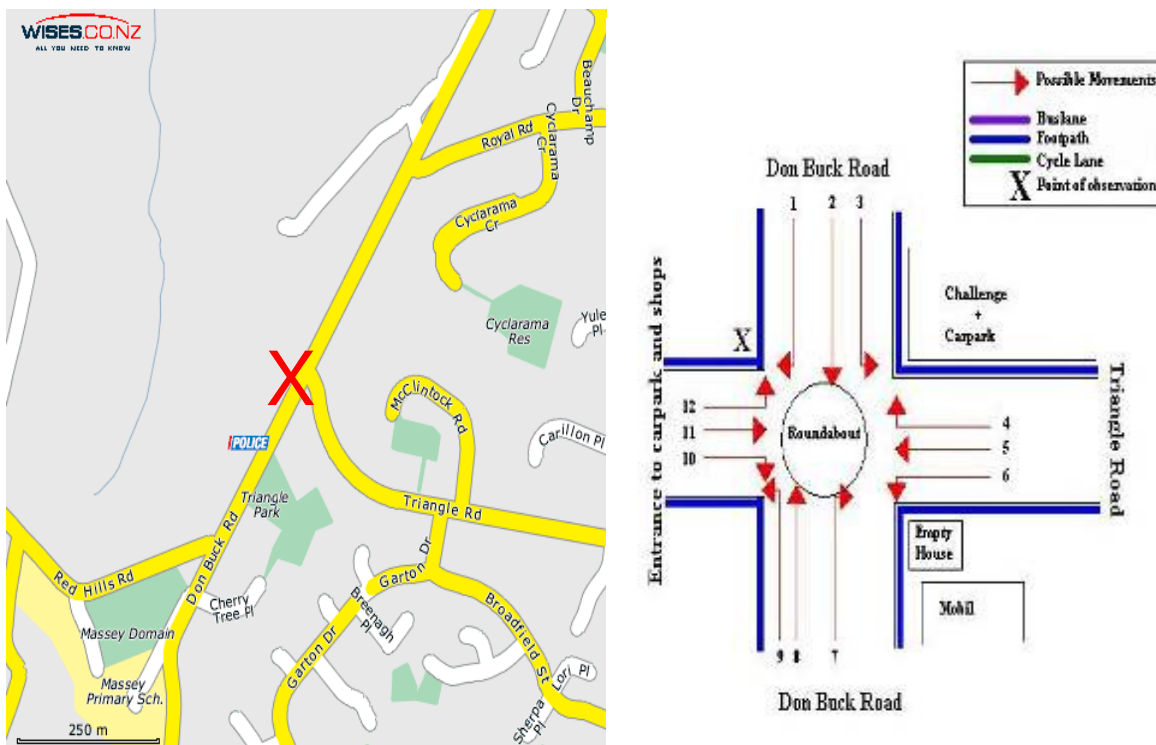 WISES.CO.NZ
ALL YOU NEED TO KNOW
Beauchamp
Dr
Royal Rd
Cyclarama
Cr
Cyclarama
Cr
Cyclarama
Res
Yule
Pl
McClintock Rd
Carillon Pl
POLICE
Triangle
Park
Triangle Rd
Don Buck Rd
Red Hills Rd
Cherry
Tree Pl
Garton Dr
Breenagh
Pl
Broadfield St
Massey Domain
Garton Dr
Massey
Primary Sch.
Lori Pl
Sherpa
Pl
250 m
X
Possible Movements
Buslane
Footpath
Cycle Lane
X Point of observation
Don Buck Road
1 2 3
Entrance to carpark and shops
Challenge
+
Carpark
X
Triangle Road
12
11
10
Roundabout
4
5
6
Empty
House
Mobil
9 8 7
Don Buck Road